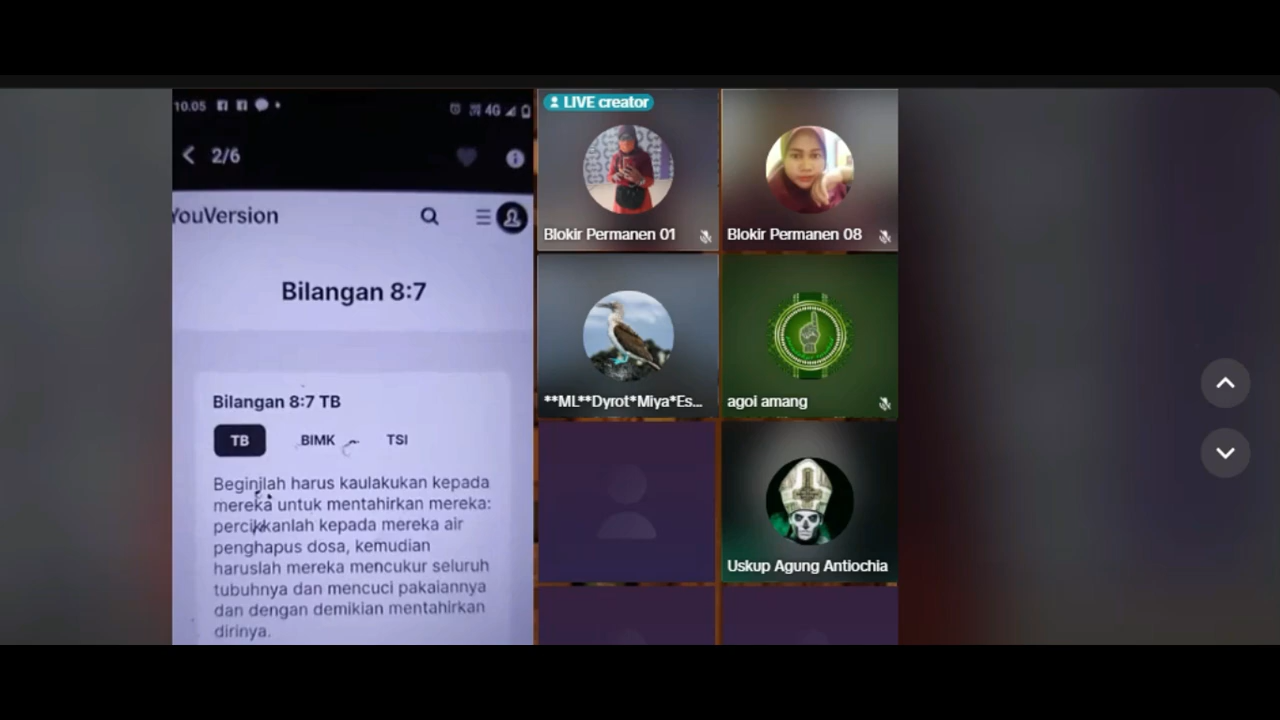 10.05
4G
2/6
YouVersion
Bilangan 8:7
Bilangan 8:7 TB
TB BIMK TSI
Beginilah harus kaulakukan kepada
mereka untuk mentahirkan mereka:
percikkanlah kepada mereka air
penghapus dosa, kemudian
haruslah mereka mencukur seluruh
tubuhnya dan mencuci pakaiannya
dan dengan demikian mentahirkan
dirinya.
LIVE creator
Blokir Permanen 01
Blokir Permanen 08
**ML**Dyrot*Miya*Es...
agoi amang
Uskup Agung Antiochia